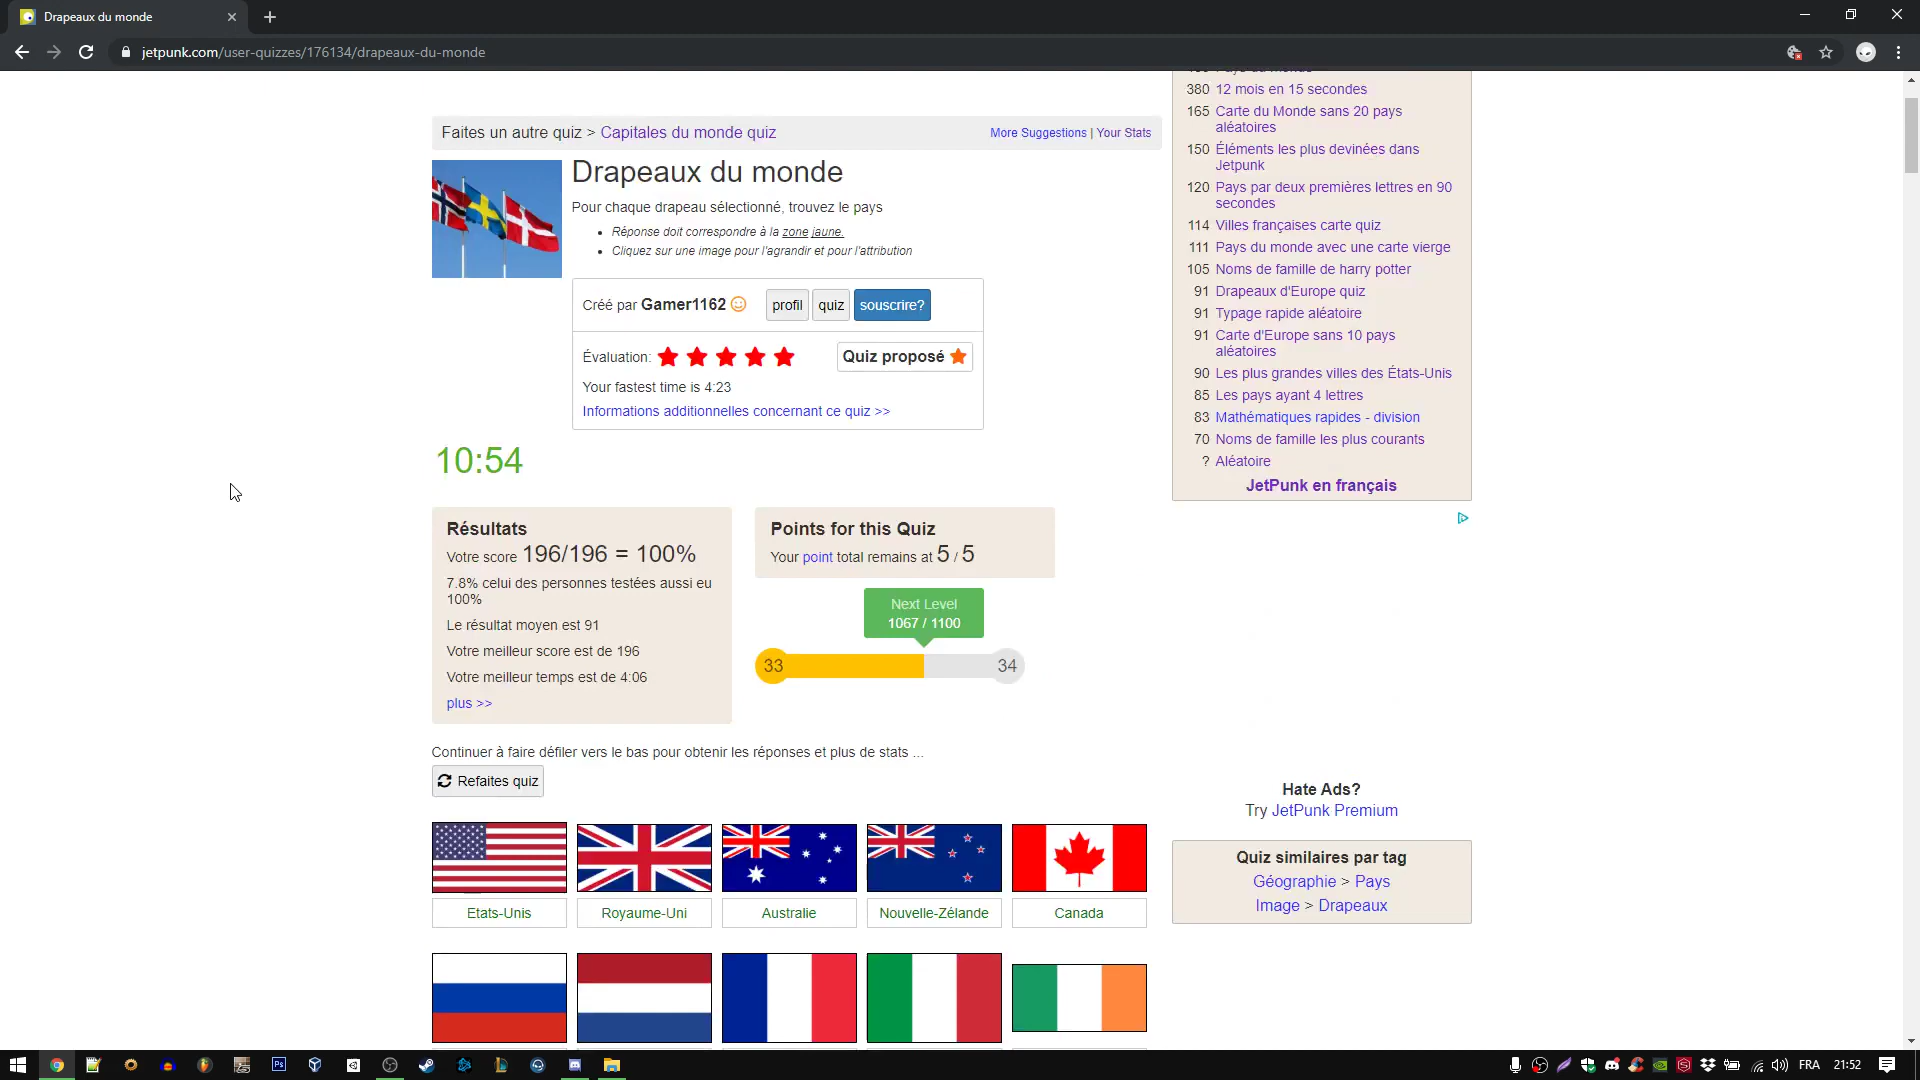 Drapeaux du monde
jetpunk.com/user-quizzes/176134/drapeaux-du-monde
Faites un autre quiz > Capitales du monde quiz
More Suggestions | Your Stats
Drapeaux du monde
Pour chaque drapeau sélectionné, trouvez le pays
Réponse doit correspondre à la zone jaune.
Cliquez sur une image pour l'agrandir et pour l'attribution
Créé par Gamer1162
profil
quiz
souscrire?
Évaluation:
Quiz proposé
Your fastest time is 4:23
Informations additionnelles concernant ce quiz >>
10:54
Résultats
Votre score 196/196 = 100%
7.8% celui des personnes testées aussi eu
100%
Le résultat moyen est 91
Votre meilleur score est de 196
Votre meilleur temps est de 4:06
plus >>
Points for this Quiz
Your point total remains at 5 / 5
Next Level
1067 / 1100
33
34
Continuer à faire défiler vers le bas pour obtenir les réponses et plus de stats ...
Refaites quiz
Etats-Unis
Royaume-Uni
Australie
Nouvelle-Zélande
Canada
380 12 mois en 15 secondes
165 Carte du Monde sans 20 pays
aléatoires
150 Éléments les plus devinées dans
Jetpunk
120 Pays par deux premières lettres en 90
secondes
114 Villes françaises carte quiz
111 Pays du monde avec une carte vierge
105 Noms de famille de harry potter
91 Drapeaux d'Europe quiz
91 Typage rapide aléatoire
91 Carte d'Europe sans 10 pays
aléatoires
90 Les plus grandes villes des États-Unis
85 Les pays ayant 4 lettres
83 Mathématiques rapides - division
70 Noms de famille les plus courants
? Aléatoire
JetPunk en français
Hate Ads?
Try JetPunk Premium
Quiz similaires par tag
Géographie > Pays
Image > Drapeaux
Ps
FRA
21:52